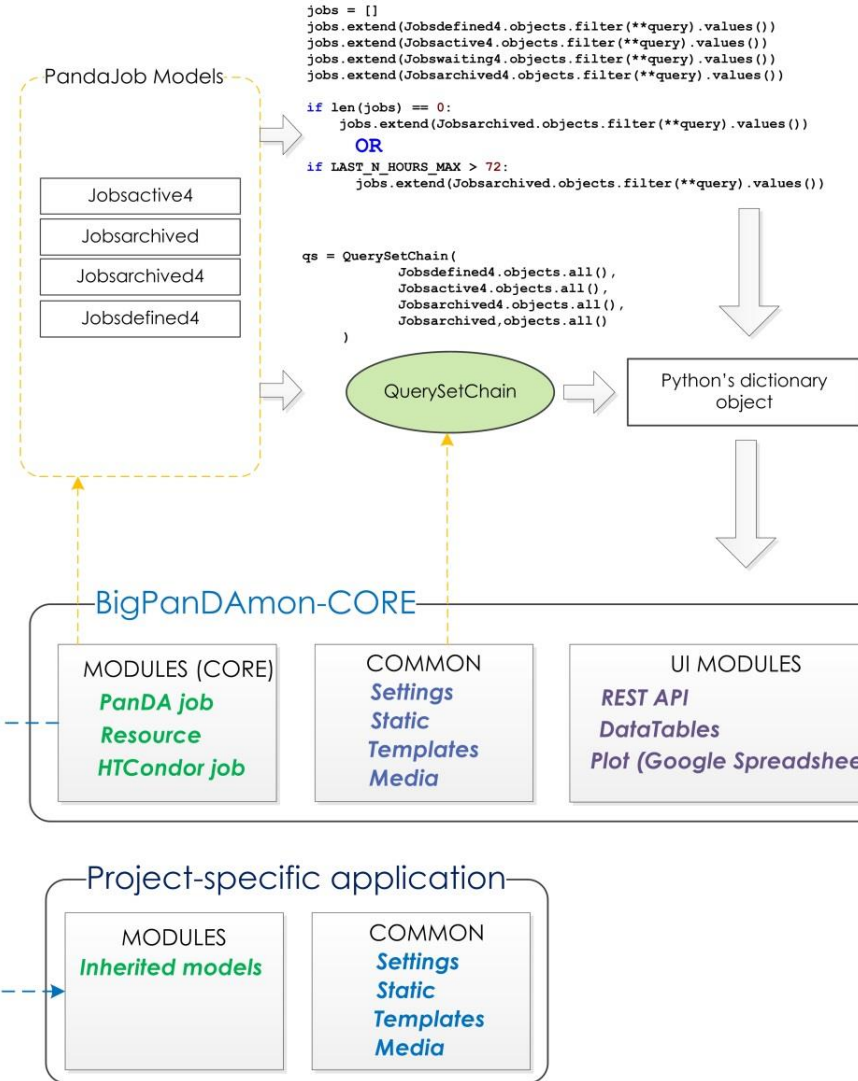 jobs = []
jobs.extend(Jobsdefined4.objects.filter(**query).values())
jobs.extend(Jobsactive4.objects.filter(**query).values())
jobs.extend(Jobswaiting4.objects.filter(**query).values())
jobs.extend(Jobsarchived4.objects.filter(**query).values())
if len(jobs) == 0:
jobs.extend(Jobsarchived.objects.filter(**query).values())
OR
if LAST_N_HOURS_MAX > 72:
jobs.extend(Jobsarchived.objects.filter(**query).values())
PandaJob Models
Jobsactive4
Jobsarchived
Jobsarchived4
Jobsdefined4
qs = QuerySetChain(
Jobsdefined4.objects.all(),
Jobsactive4.objects.all(),
Jobsarchived4.objects.all(),
Jobsarchived,objects.all()
)
QuerySetChain
Python's dictionary
object
BigPanDAmon-CORE
MODULES (CORE)
PanDA job
Resource
HTCondor job
COMMON
Settings
Static
Templates
Media
UI MODULES
REST API
DataTables
Plot (Google Spreadshee
Project-specific application
MODULES
Inherited models
COMMON
Settings
Static
Templates
Media